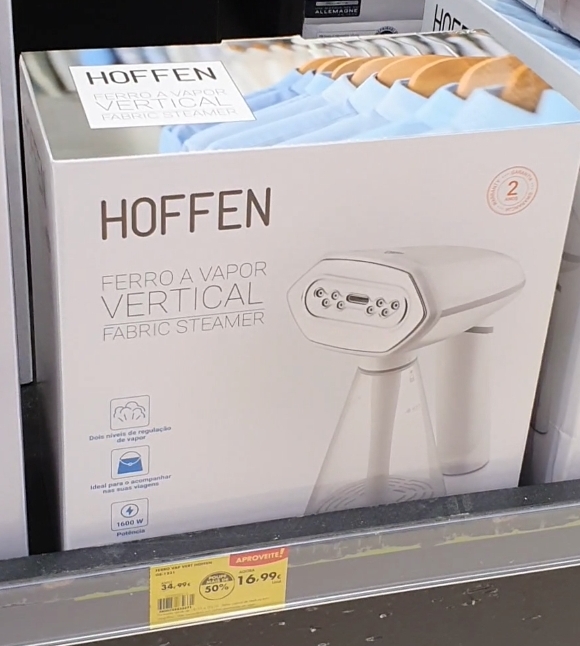 ALLEMAGNE
HOFF
HOFFEN
FERRO A VAPOR
VERTICAL
FABRIC STEAMER
HOFFEN
2
FERRO A VAPOR
VERTICAL
FABRIC STEAMER
Dois níveis de regulação
de vapor
Ideal para o acompanhar
nas suas viagens
1600 W
Potência
APROVEITE!
34.99€
50%
16.99€